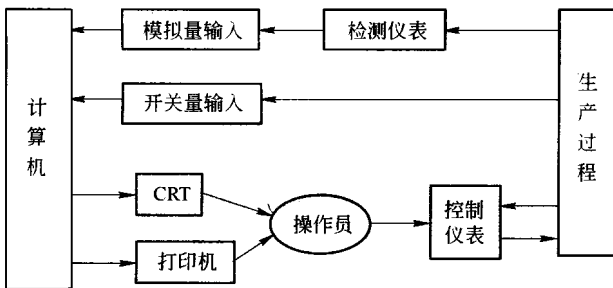 模拟量输入
检测仪表
计算机
开关量输入
生产过程
CRT
操作员
控制
仪表
打印机